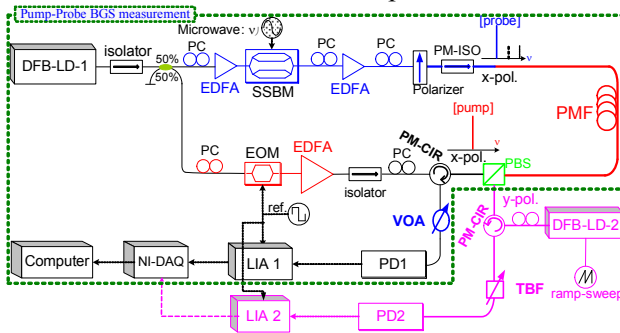 Pump-Probe BGS measurement
Microwave: ν
[probe]
DFB-LD-1
isolator
50%
50%
PC
EDFA
SSBM
PC
EDFA
PC
Polarizer
PM-ISO
x-pol.
ν
PMF
[pump]
ν
x-pol.
PC
EOM
EDFA
isolator
PC
PM-CIR
PBS
ref.
VOA
y-pol.
PC
PM-CIR
DFB-LD-2
ramp-sweep
TBF
Computer
NI-DAQ
LIA 1
PD1
LIA 2
PD2